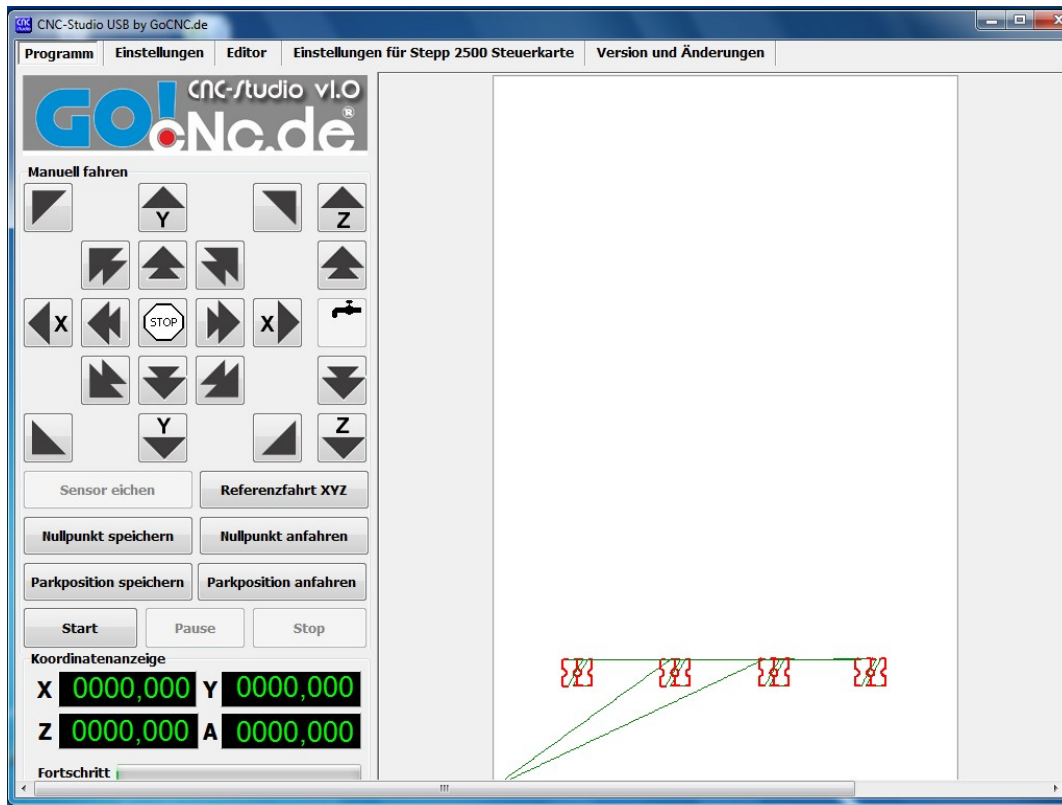 CNC-Studio USB by GoCNC.de
Programm Einstellungen Editor Einstellungen für Stepp 2500 Steuerkarte Version und Änderungen
CNC-Studio v1.0
GO!cNc.de®
Manuell fahren
Y Z
X STOP X
Y Z
Sensor eichen Referenzfahrt XYZ
Nullpunkt speichern Nullpunkt anfahren
Parkposition speichern Parkposition anfahren
Start Pause Stop
Koordinatenanzeige
X 0000,000 Y 0000,000
Z 0000,000 A 0000,000
Fortschritt